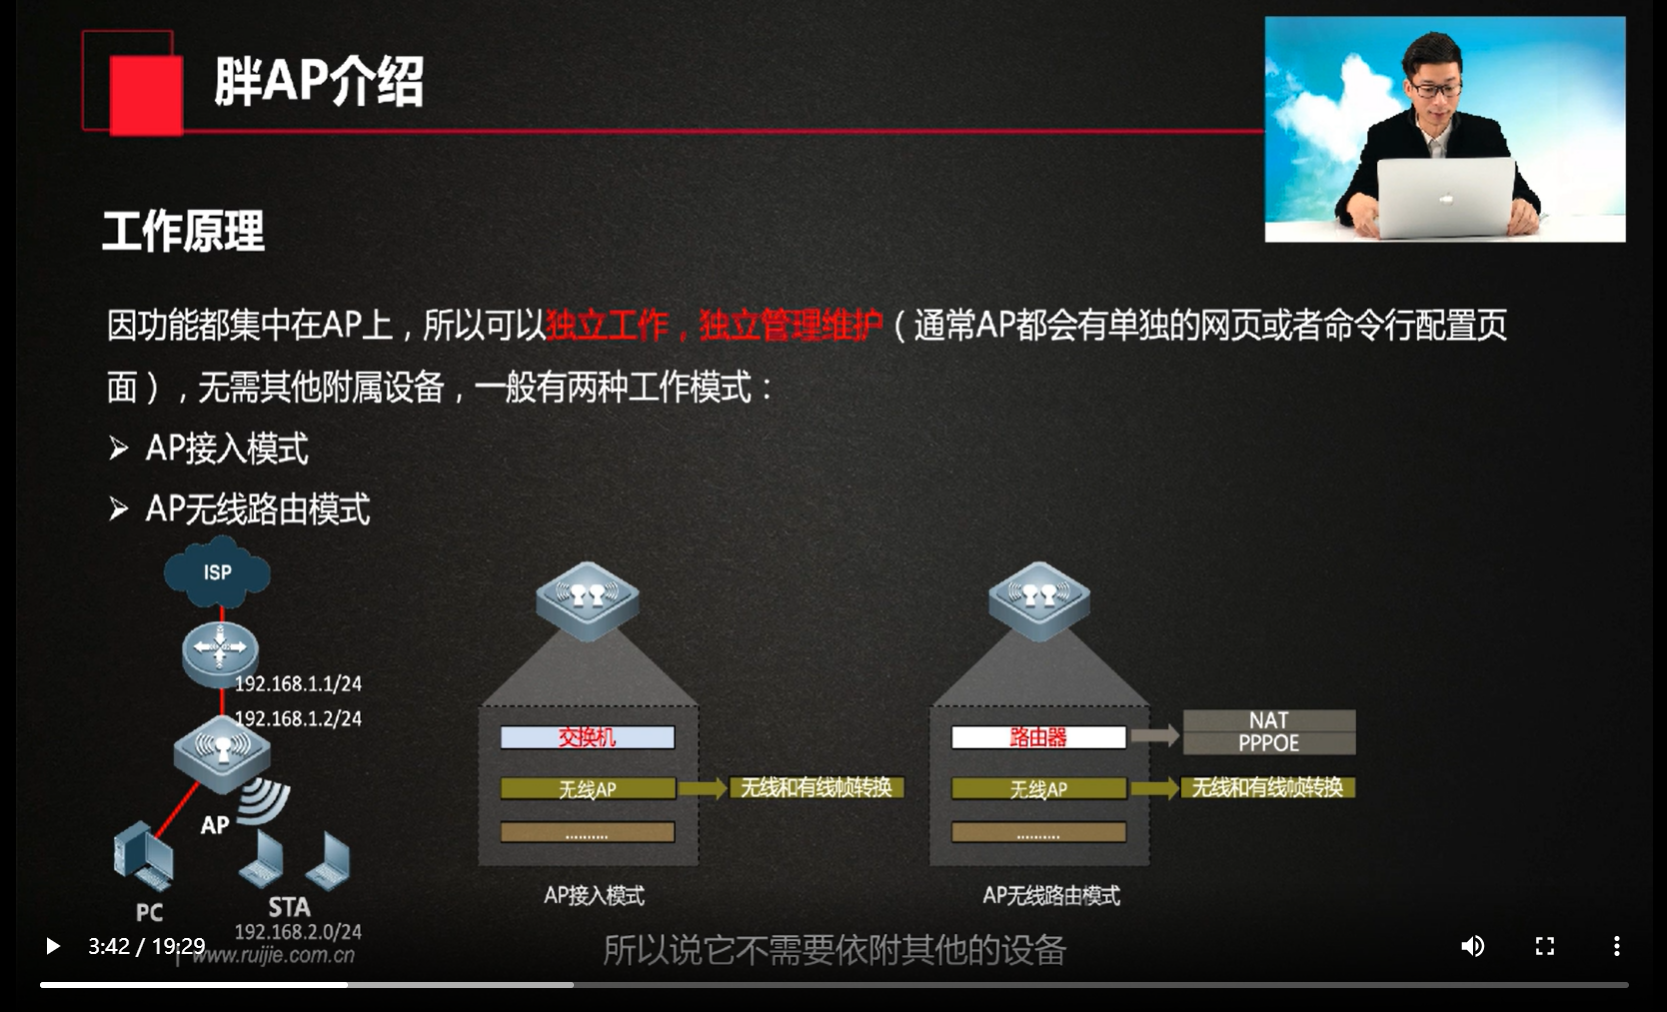 胖AP介绍
工作原理
因功能都集中在AP上，所以可以独立工作，独立管理维护（通常AP都会有单独的网页或者命令行配置页
面），无需其他附属设备，一般有两种工作模式：
➢ AP接入模式
➢ AP无线路由模式
ISP
192.168.1.1/24
192.168.1.2/24
AP
PC
STA
192.168.2.0/24
交换机
无线AP
无线和有线帧转换
..........
AP接入模式
路由器
NAT
PPPOE
无线AP
无线和有线帧转换
..........
AP无线路由模式
所以说它不需要依附其他的设备
3:42 / 19:29
www.ruijie.com.cn